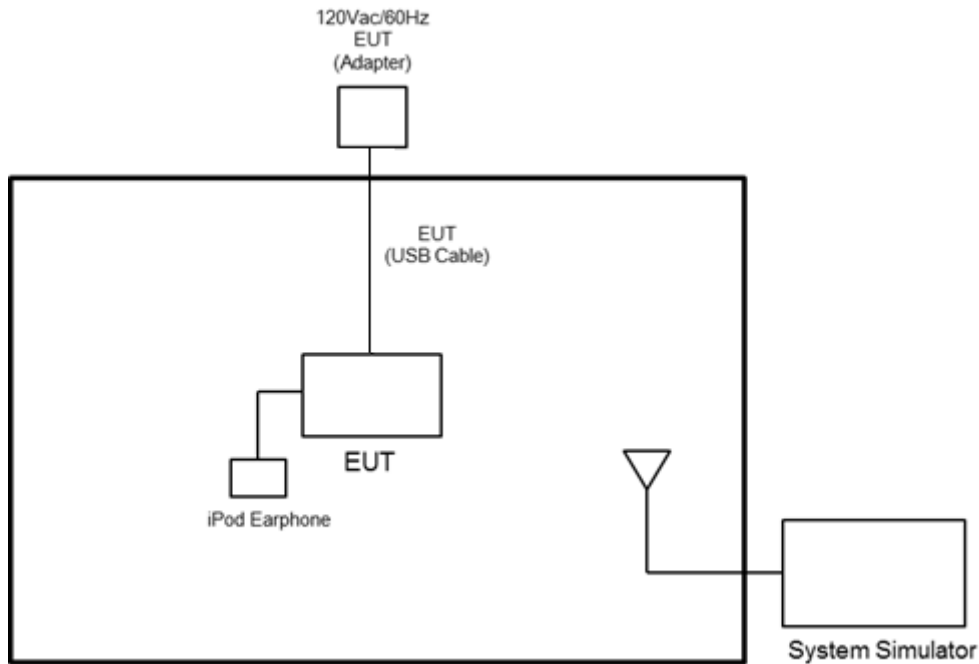 120Vac/60Hz
EUT
(Adapter)
EUT
(USB Cable)
EUT
iPod Earphone
System Simulator